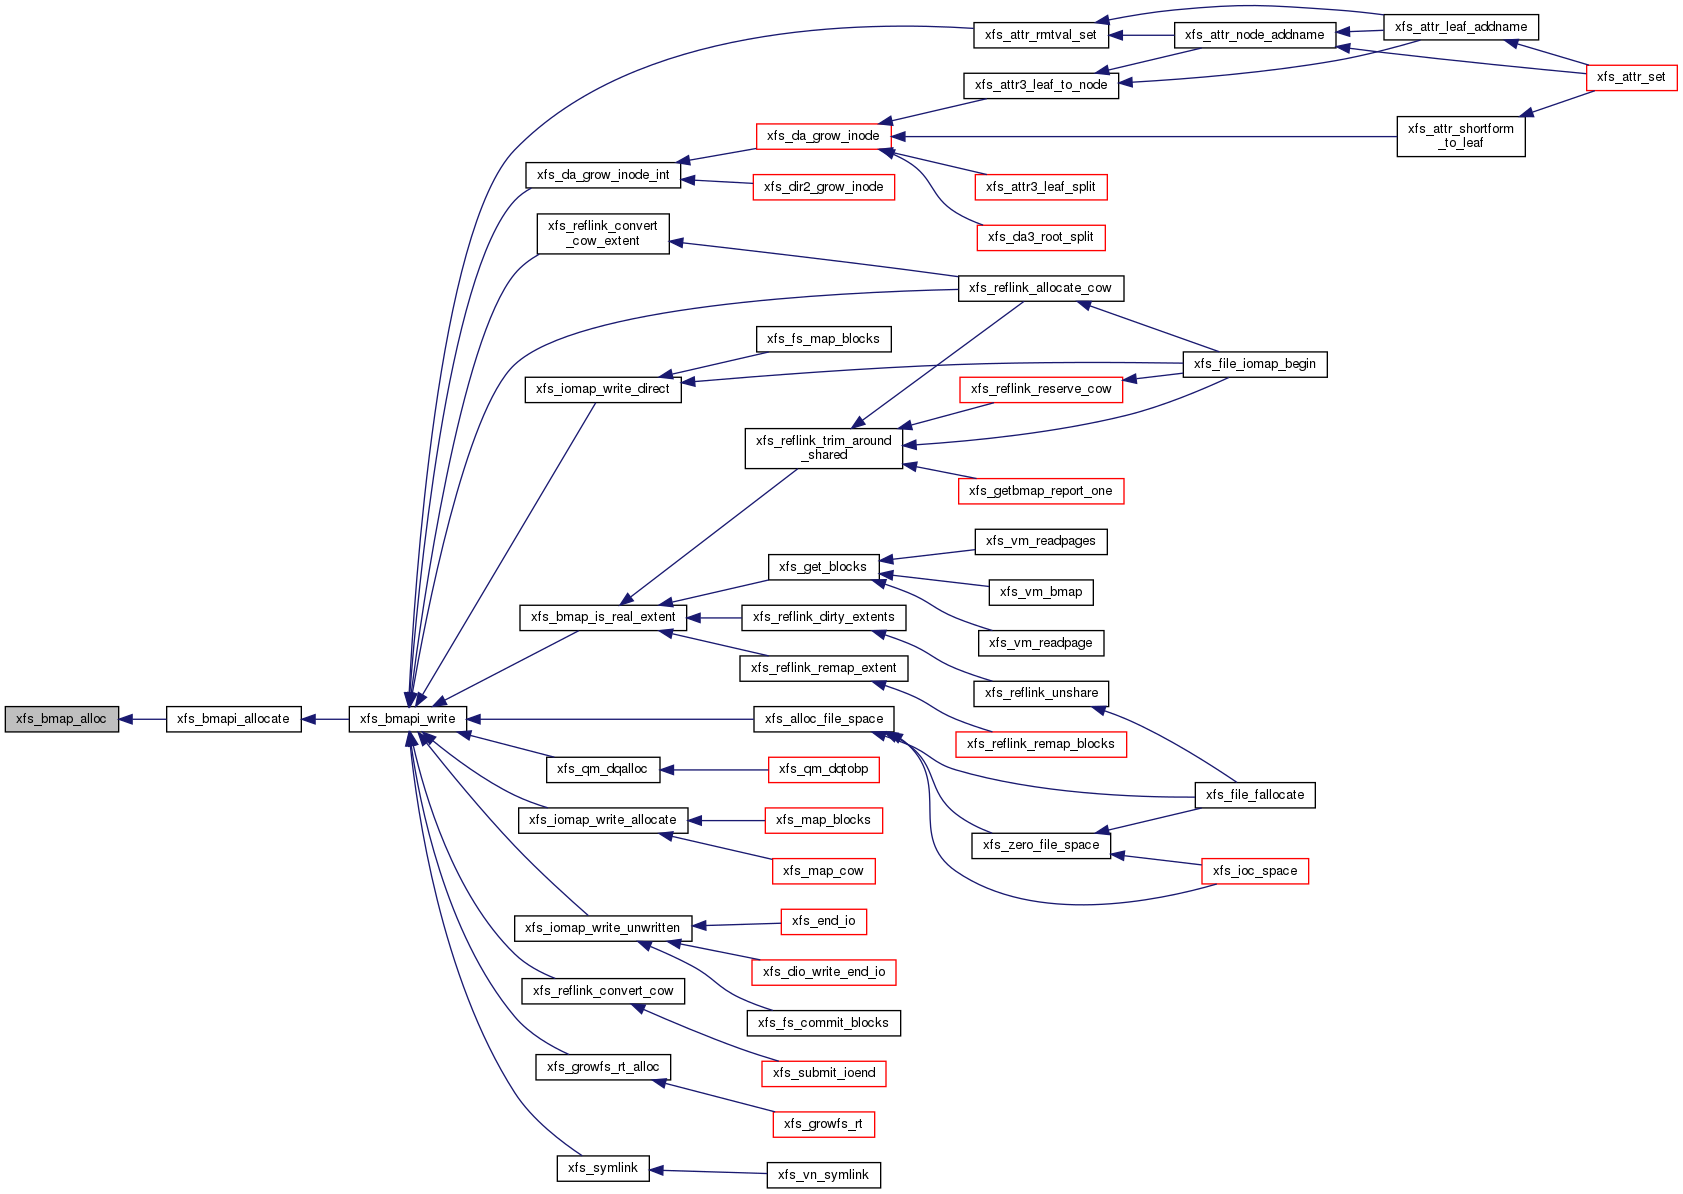 xfs_attr_rmtval_set
xfs_attr_node_addname
xfs_attr_leaf_addname
xfs_attr3_leaf_to_node
xfs_attr_set
xfs_da_grow_inode
xfs_attr_shortform
_to_leaf
xfs_da_grow_inode_int
xfs_dir2_grow_inode
xfs_attr3_leaf_split
xfs_reflink_convert
_cow_extent
xfs_da3_root_split
xfs_reflink_allocate_cow
xfs_fs_map_blocks
xfs_file_iomap_begin
xfs_iomap_write_direct
xfs_reflink_reserve_cow
xfs_reflink_trim_around
_shared
xfs_getbmap_report_one
xfs_vm_readpages
xfs_get_blocks
xfs_vm_bmap
xfs_bmap_is_real_extent
xfs_reflink_dirty_extents
xfs_vm_readpage
xfs_reflink_remap_extent
xfs_reflink_unshare
xfs_bmap_alloc
xfs_bmapi_allocate
xfs_bmapi_write
xfs_alloc_file_space
xfs_reflink_remap_blocks
xfs_qm_dqalloc
xfs_qm_dqtobp
xfs_file_fallocate
xfs_iomap_write_allocate
xfs_map_blocks
xfs_zero_file_space
xfs_map_cow
xfs_ioc_space
xfs_iomap_write_unwritten
xfs_end_io
xfs_dio_write_end_io
xfs_reflink_convert_cow
xfs_fs_commit_blocks
xfs_growfs_rt_alloc
xfs_submit_ioend
xfs_growfs_rt
xfs_symlink
xfs_vn_symlink